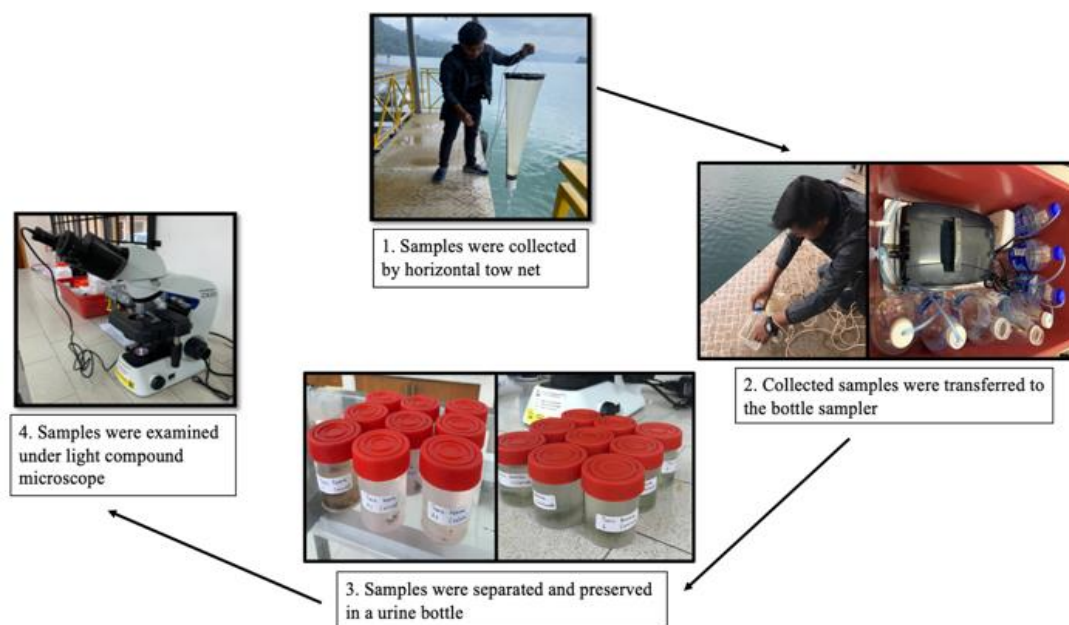 1. Samples were collected
by horizontal tow net
2. Collected samples were transferred to
the bottle sampler
3. Samples were separated and preserved
in a urine bottle
4. Samples were examined
under light compound
microscope